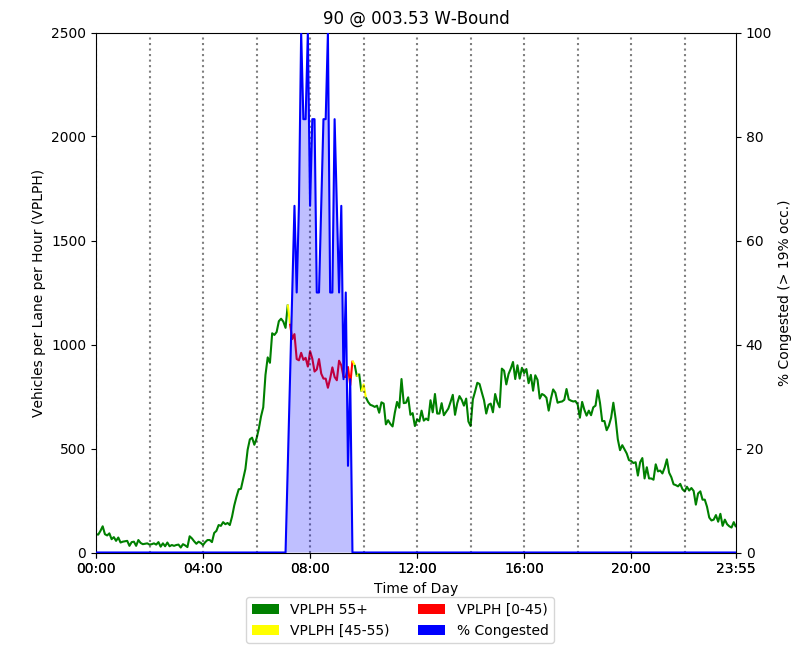 90 @ 003.53 W-Bound
2500
2000
1500
1000
500
0
Vehicles per Lane per Hour (VPLPH)
100
80
60
40
20
0
% Congested (> 19% occ.)
00:00 04:00 08:00 12:00 16:00 20:00 23:55
Time of Day
VPLPH 55+ VPLPH [0-45)
VPLPH [45-55) % Congested